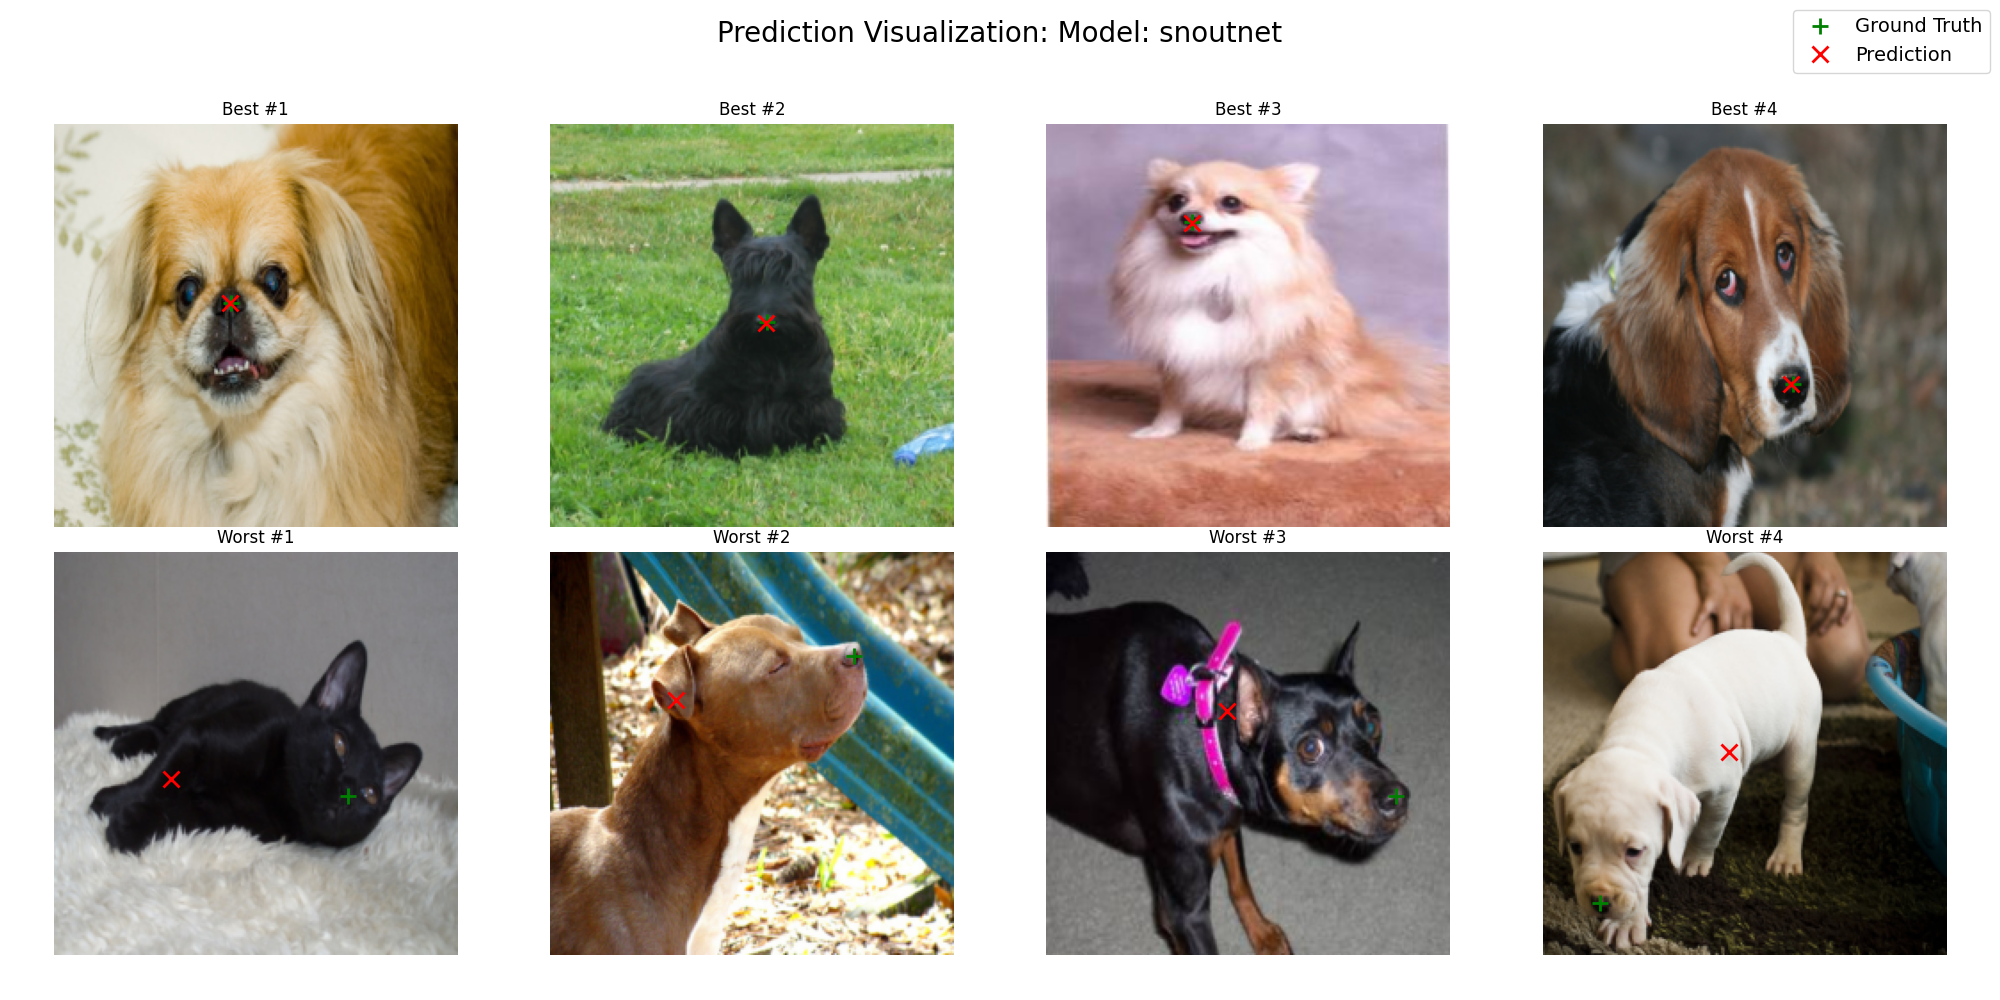 Prediction Visualization: Model: snoutnet
Ground Truth
Prediction
Best #1
Best #2
Best #3
Best #4
Worst #1
Worst #2
Worst #3
Worst #4